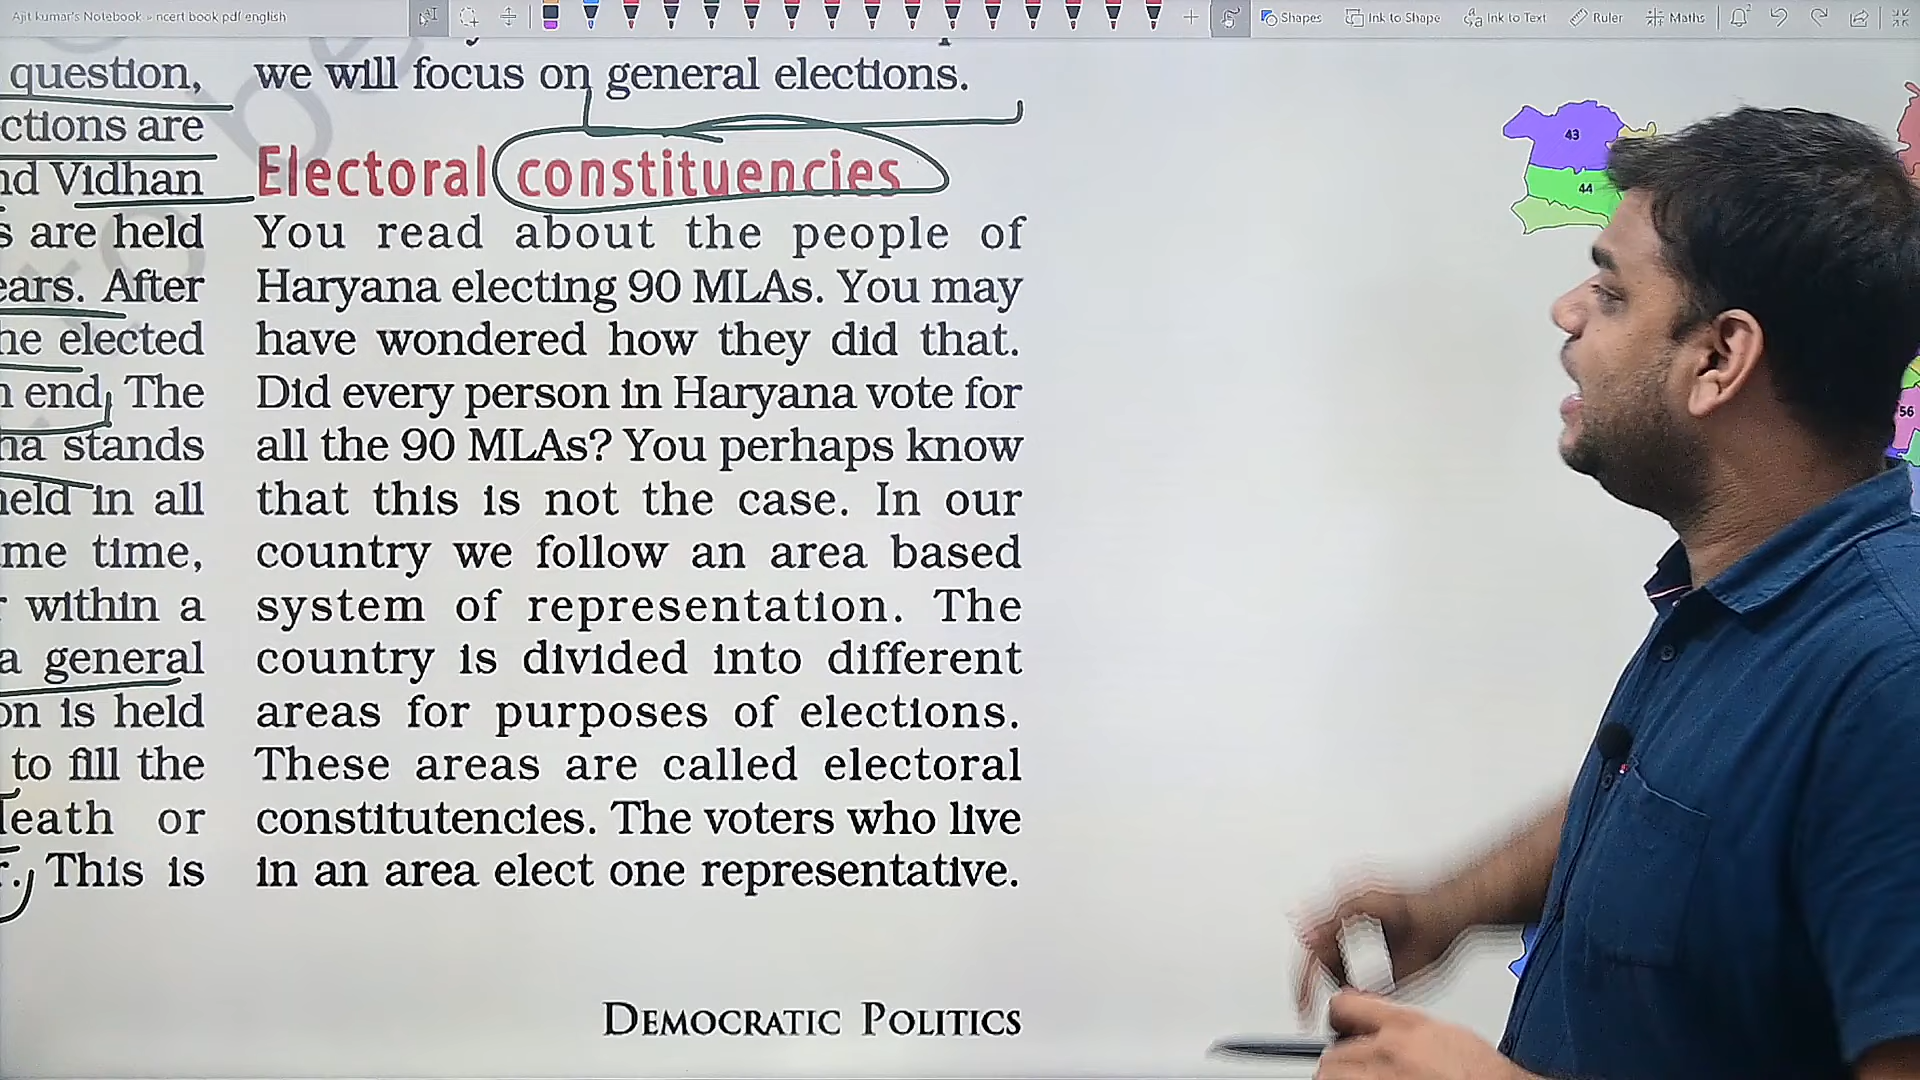 Ajit kumar's Notebook » ncert book pdf english
Shapes
Ink to Shape
Ink to Text
Ruler
Maths
question,
ctions are
nd Vidhan
s are held
ears. After
he elected
n end. The
ha stands
held in all
me time,
r within a
a general
on is held
to fill the
death or
r. This is
we will focus on general elections.
Electoral constituencies
You read about the people of
Haryana electing 90 MLAs. You may
have wondered how they did that.
Did every person in Haryana vote for
all the 90 MLAs? You perhaps know
that this is not the case. In our
country we follow an area based
system of representation. The
country is divided into different
areas for purposes of elections.
These areas are called electoral
constitutencies. The voters who live
in an area elect one representative.
DEMOCRATIC POLITICS
43
44
56